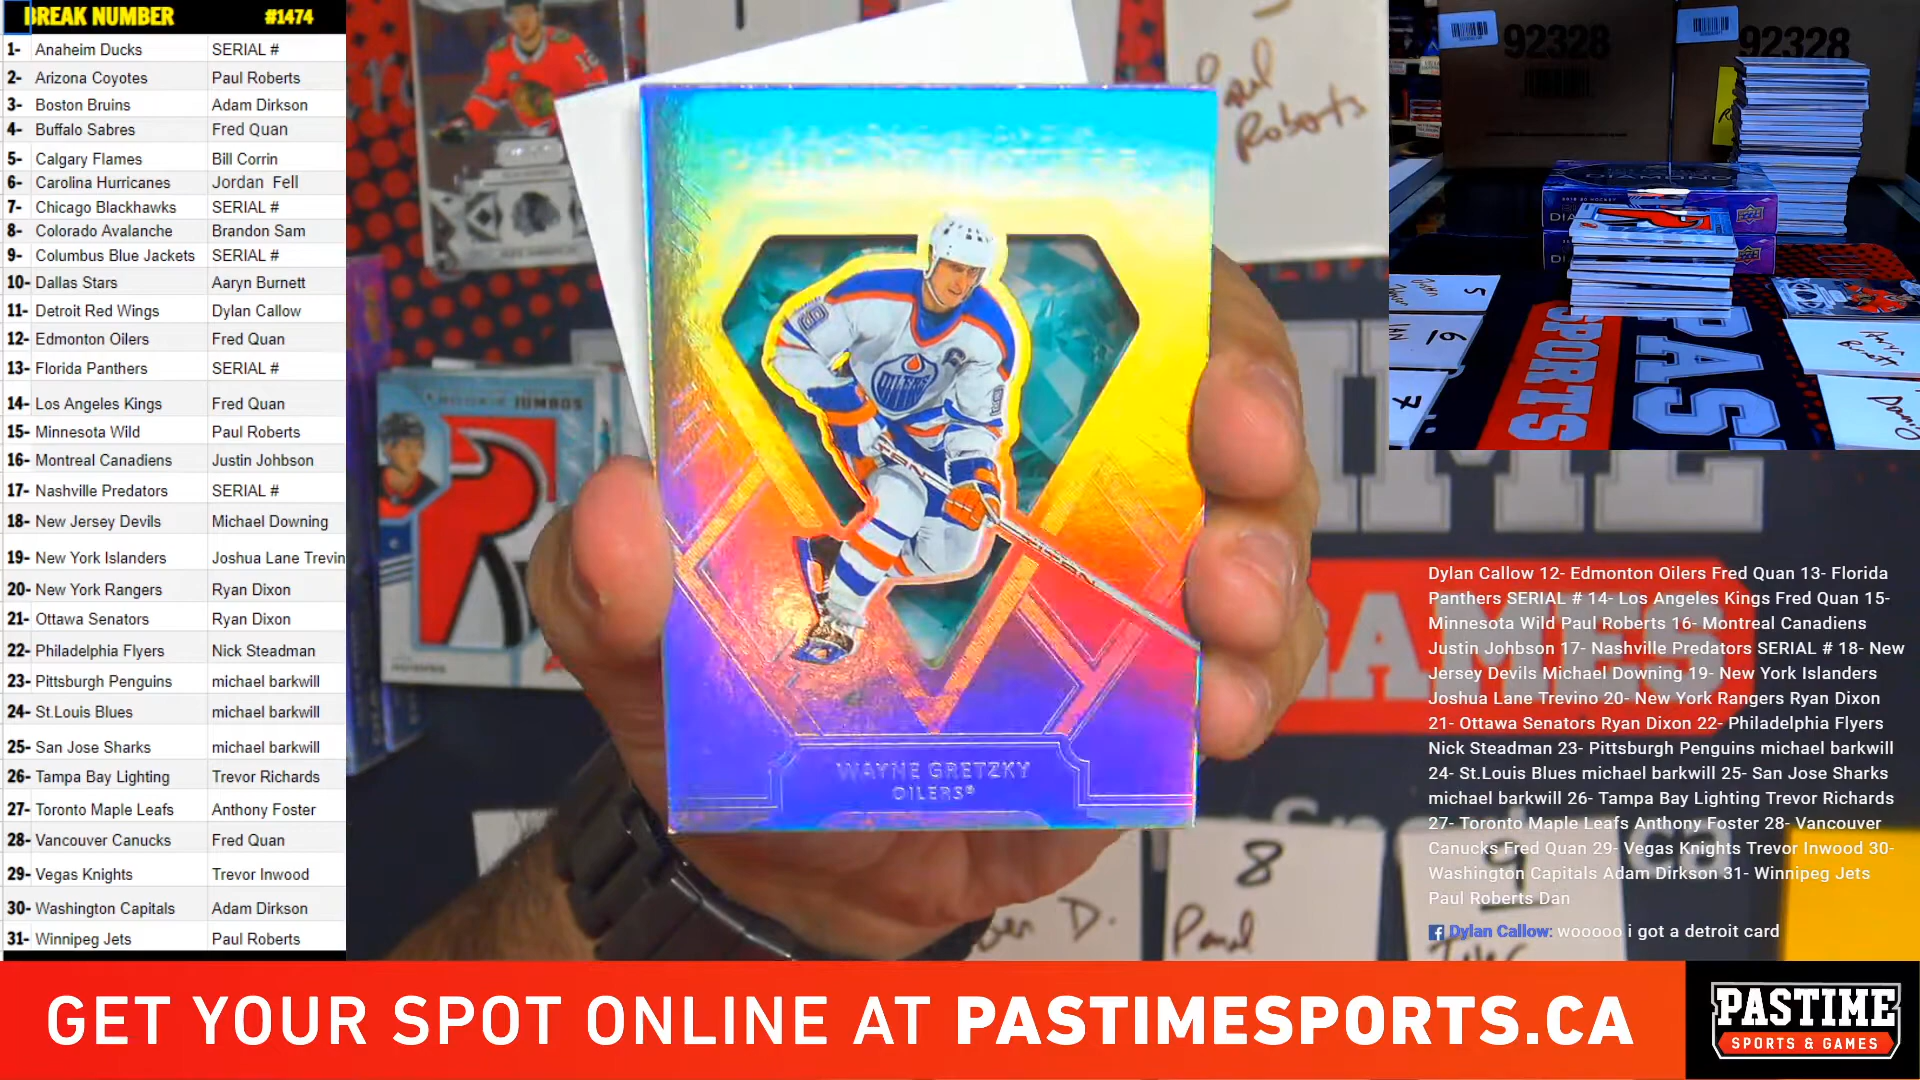 BREAK NUMBER #1474
1- Anaheim Ducks SERIAL #
2- Arizona Coyotes Paul Roberts
3- Boston Bruins Adam Dirkson
4- Buffalo Sabres Fred Quan
5- Calgary Flames Bill Corrin
6- Carolina Hurricanes Jordan Fell
7- Chicago Blackhawks SERIAL #
8- Colorado Avalanche Brandon Sam
9- Columbus Blue Jackets SERIAL #
10- Dallas Stars Aaryn Burnett
11- Detroit Red Wings Dylan Callow
12- Edmonton Oilers Fred Quan
13- Florida Panthers SERIAL #
14- Los Angeles Kings Fred Quan
15- Minnesota Wild Paul Roberts
16- Montreal Canadiens Justin Johbson
17- Nashville Predators SERIAL #
18- New Jersey Devils Michael Downing
19- New York Islanders Joshua Lane Trevin
20- New York Rangers Ryan Dixon
21- Ottawa Senators Ryan Dixon
22- Philadelphia Flyers Nick Steadman
23- Pittsburgh Penguins michael barkwill
24- St.Louis Blues michael barkwill
25- San Jose Sharks michael barkwill
26- Tampa Bay Lighting Trevor Richards
27- Toronto Maple Leafs Anthony Foster
28- Vancouver Canucks Fred Quan
29- Vegas Knights Trevor Inwood
30- Washington Capitals Adam Dirkson
31- Winnipeg Jets Paul Roberts
Paul
Roberts
OILERS
TITAN
WAYNE GRETZKY
OILERS®
JUMBOS
92328
92328
DIAMOND
5
6
7
SPORTS
PAS
8
Paul
D.
Dylan Callow 12- Edmonton Oilers Fred Quan 13- Florida
Panthers SERIAL # 14- Los Angeles Kings Fred Quan 15-
Minnesota Wild Paul Roberts 16- Montreal Canadiens
Justin Johbson 17- Nashville Predators SERIAL # 18- New
Jersey Devils Michael Downing 19- New York Islanders
Joshua Lane Trevino 20- New York Rangers Ryan Dixon
21- Ottawa Senators Ryan Dixon 22- Philadelphia Flyers
Nick Steadman 23- Pittsburgh Penguins michael barkwill
24- St.Louis Blues michael barkwill 25- San Jose Sharks
michael barkwill 26- Tampa Bay Lighting Trevor Richards
27- Toronto Maple Leafs Anthony Foster 28- Vancouver
Canucks Fred Quan 29- Vegas Knights Trevor Inwood 30-
Washington Capitals Adam Dirkson 31- Winnipeg Jets
Paul Roberts Dan
Dylan Callow: wooooo i got a detroit card
GET YOUR SPOT ONLINE AT PASTIMESPORTS.CA
PASTIME
SPORTS & GAMES